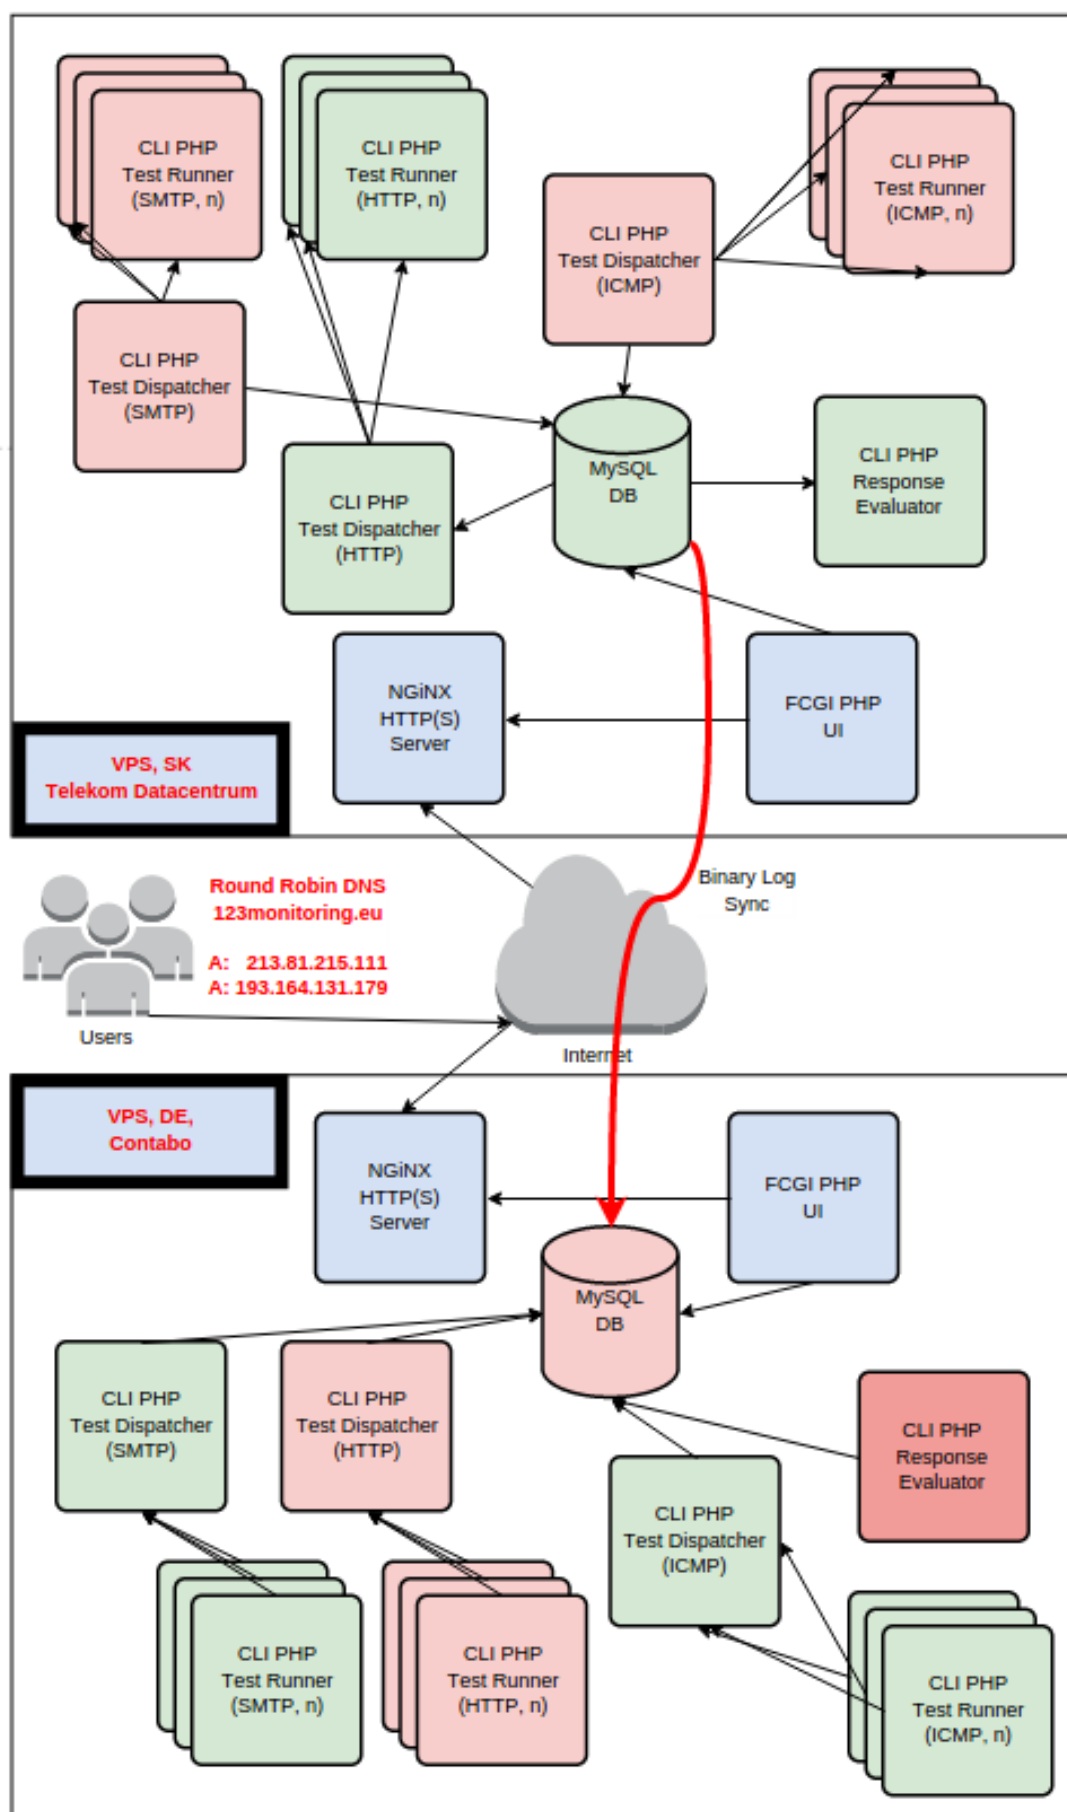 CLI PHP
Test Runner
(SMTP, n)
CLI PHP
Test Runner
(HTTP, n)
CLI PHP
Test Runner
(ICMP, n)
CLI PHP
Test Dispatcher
(ICMP)
CLI PHP
Test Dispatcher
(SMTP)
MySQL
DB
CLI PHP
Response
Evaluator
CLI PHP
Test Dispatcher
(HTTP)
NGiNX
HTTP(S)
Server
FCGI PHP
UI
VPS, SK
Telekom Datacentrum
Round Robin DNS
123monitoring.eu
A: 213.81.215.111
A: 193.164.131.179
Binary Log
Sync
Users
Internet
VPS, DE,
Contabo
NGiNX
HTTP(S)
Server
FCGI PHP
UI
MySQL
DB
CLI PHP
Test Dispatcher
(SMTP)
CLI PHP
Test Dispatcher
(HTTP)
CLI PHP
Response
Evaluator
CLI PHP
Test Dispatcher
(ICMP)
CLI PHP
Test Runner
(SMTP, n)
CLI PHP
Test Runner
(HTTP, n)
CLI PHP
Test Runner
(ICMP, n)